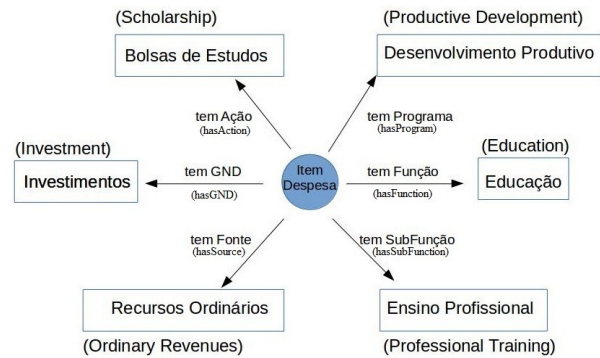 (Scholarship)
(Productive Development)
Bolsas de Estudos
Desenvolvimento Produtivo
tem Ação
(hasAction)
tem Programa
(hasProgram)
(Investment)
(Education)
Investimentos
tem GND
(hasGND)
Item
Despesa
tem Função
(hasFunction)
Educação
tem Fonte
(hasSource)
tem SubFunção
(hasSubFunction)
Recursos Ordinários
Ensino Profissional
(Ordinary Revenues)
(Professional Training)